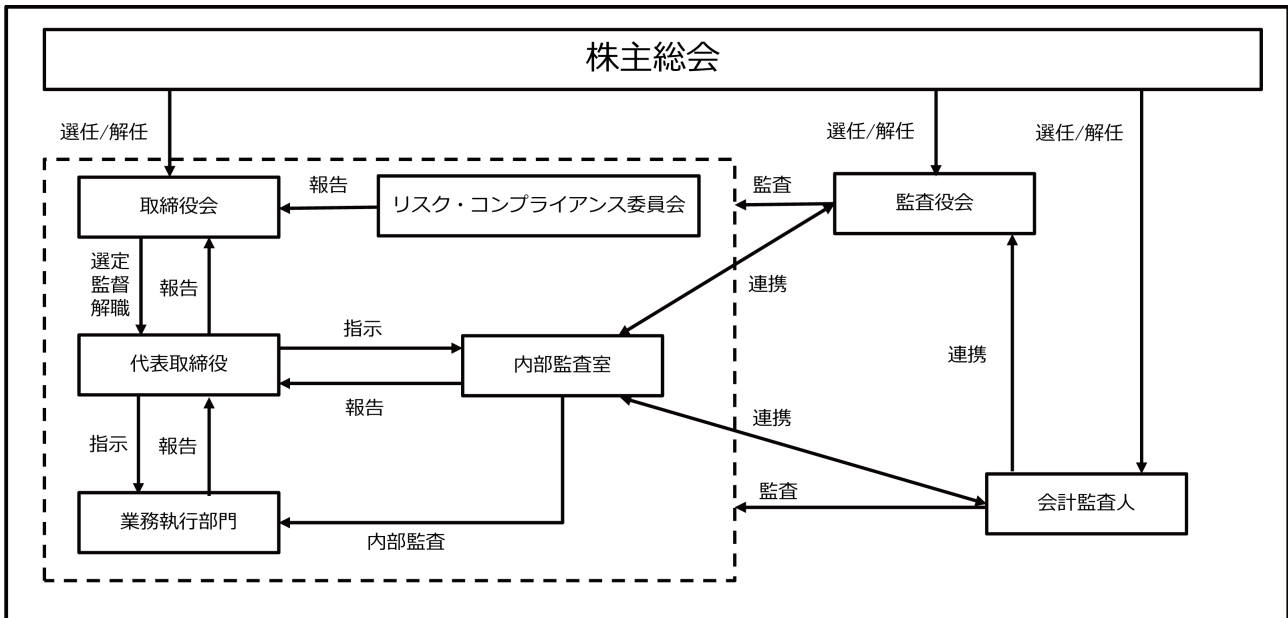 株主総会
選任/解任
選任/解任
選任/解任
取締役会
報告
リスク・コンプライアンス委員会
監査
監査役会
選定
監督
解職
報告
連携
代表取締役
指示
報告
内部監査室
連携
指示
報告
連携
業務執行部門
内部監査
監査
会計監査人